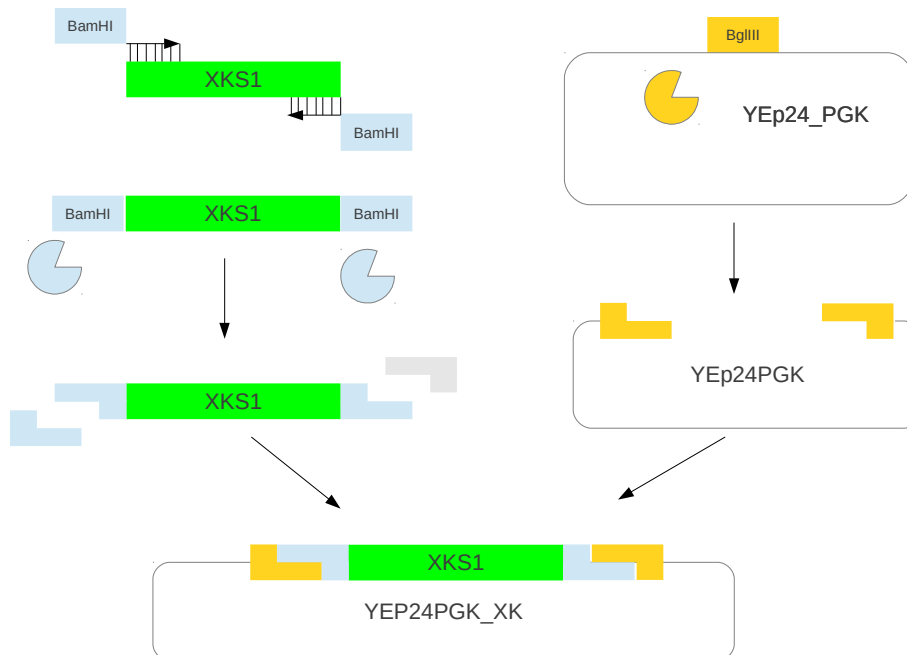 BamHI
XKS1
BamHI
BglIII
YEp24_PGK
BamHI
XKS1
BamHI
XKS1
YEp24PGK
XKS1
YEP24PGK_XK